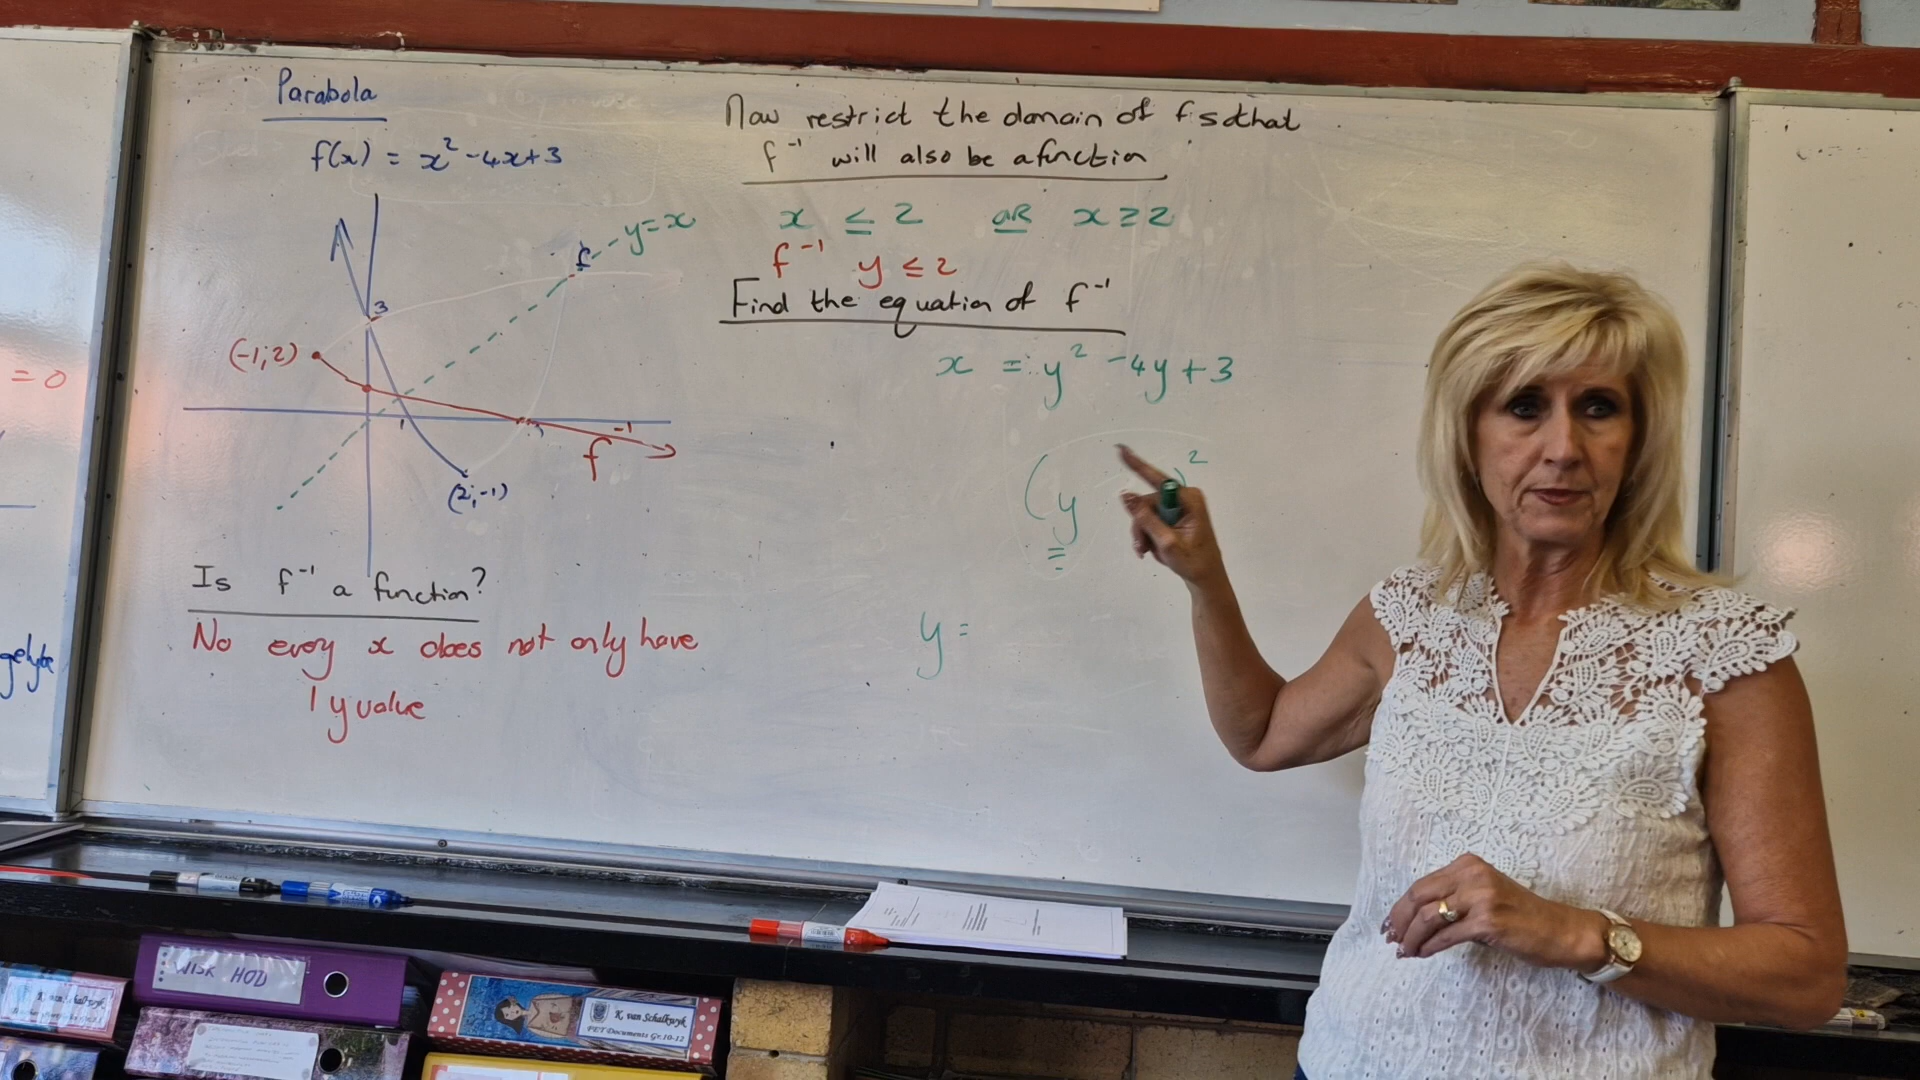 Parabola
f(x) = x² - 4x + 3
y = x
f
3
(-1; 2)
1
3
f⁻¹
(2; -1)
Is f⁻¹ a function?
No every x does not only have
1 y value
Now restrict the domain of f so that
f⁻¹ will also be a function
x ≤ 2 OR x ≥ 2
f⁻¹ y ≤ 2
Find the equation of f⁻¹
x = y² - 4y + 3
(y )²
y =
= 0
WISK HOD
K. van Schalkwyk
PET Documents Gr.10-12